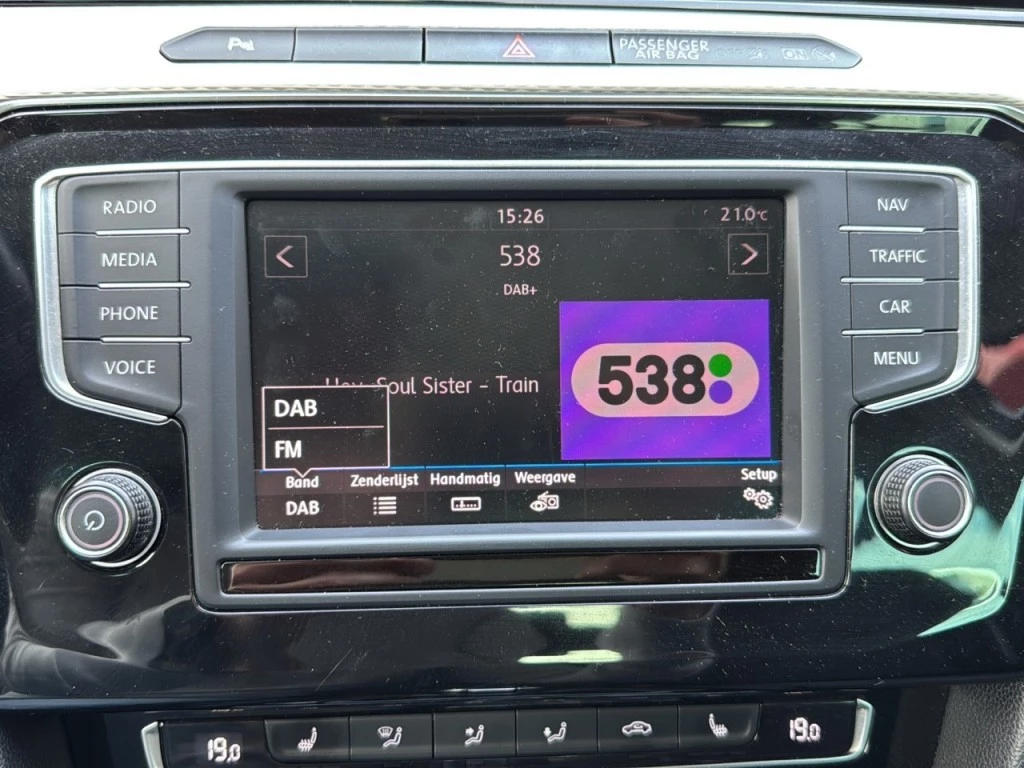 PASSENGER
AIR BAG ON
RADIO
MEDIA
PHONE
VOICE
NAV
TRAFFIC
CAR
MENU
15:26
21.0°C
<
538
>
DAB+
Soul Sister - Train
538
DAB
FM
Band
DAB
Zenderlijst
Handmatig
Weergave
Setup
19.0
19.0